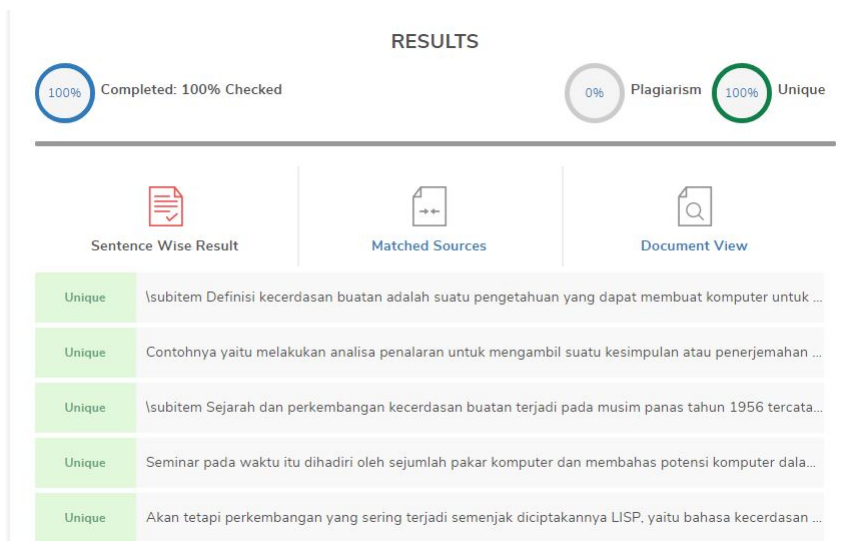 RESULTS
100% Completed: 100% Checked 0% Plagiarism 100% Unique
Sentence Wise Result Matched Sources Document View
Unique \subitem Definisi kecerdasan buatan adalah suatu pengetahuan yang dapat membuat komputer untuk ...
Unique Contohnya yaitu melakukan analisa penalaran untuk mengambil suatu kesimpulan atau penerjemahan ...
Unique \subitem Sejarah dan perkembangan kecerdasan buatan terjadi pada musim panas tahun 1956 tercata...
Unique Seminar pada waktu itu dihadiri oleh sejumlah pakar komputer dan membahas potensi komputer dala...
Unique Akan tetapi perkembangan yang sering terjadi semenjak diciptakannya LISP, yaitu bahasa kecerdasan ...